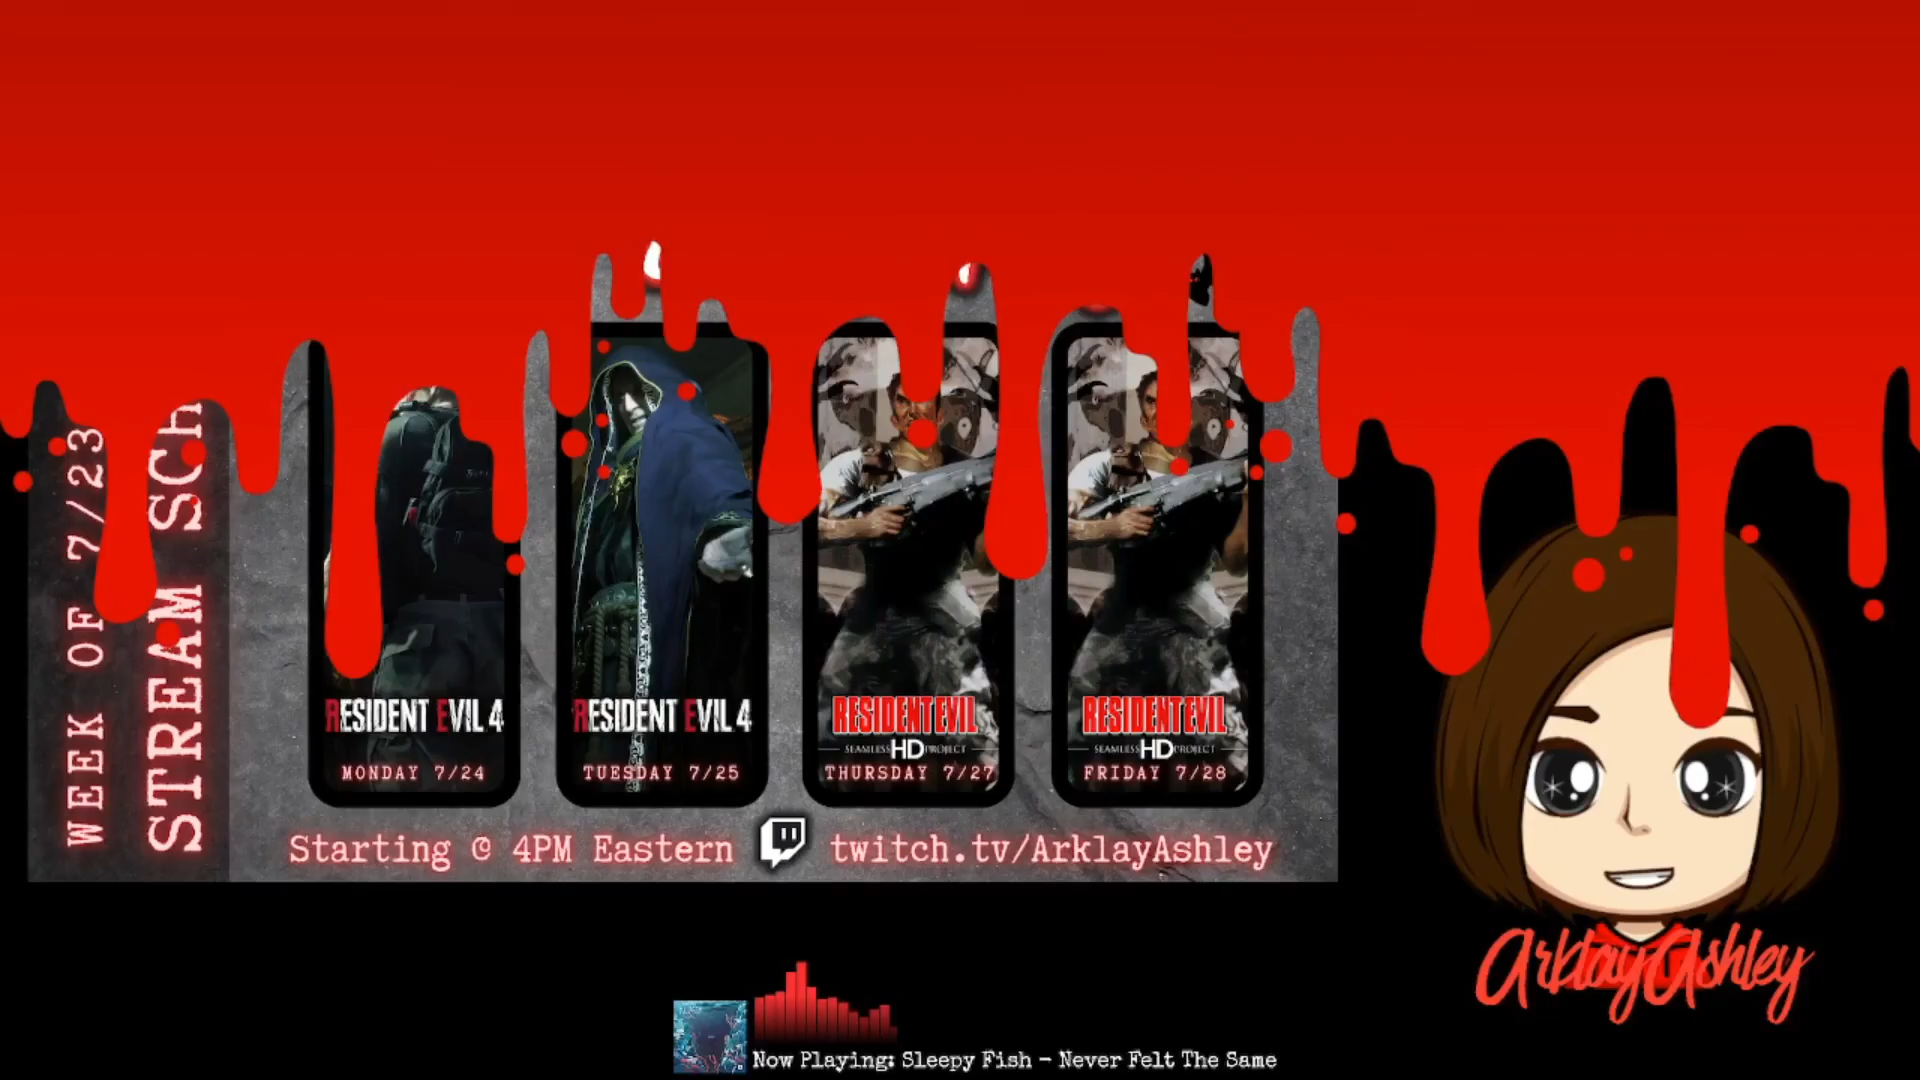 WEEK OF 7/23
STREAM SCh
RESIDENT EVIL 4
MONDAY 7/24
RESIDENT EVIL 4
TUESDAY 7/25
RESIDENT EVIL
SEAMLESS HD PROJECT
THURSDAY 7/27
RESIDENT EVIL
SEAMLESS HD PROJECT
FRIDAY 7/28
Starting @ 4PM Eastern
twitch.tv/ArklayAshley
ArklayAshley
Now Playing: Sleepy Fish - Never Felt The Same